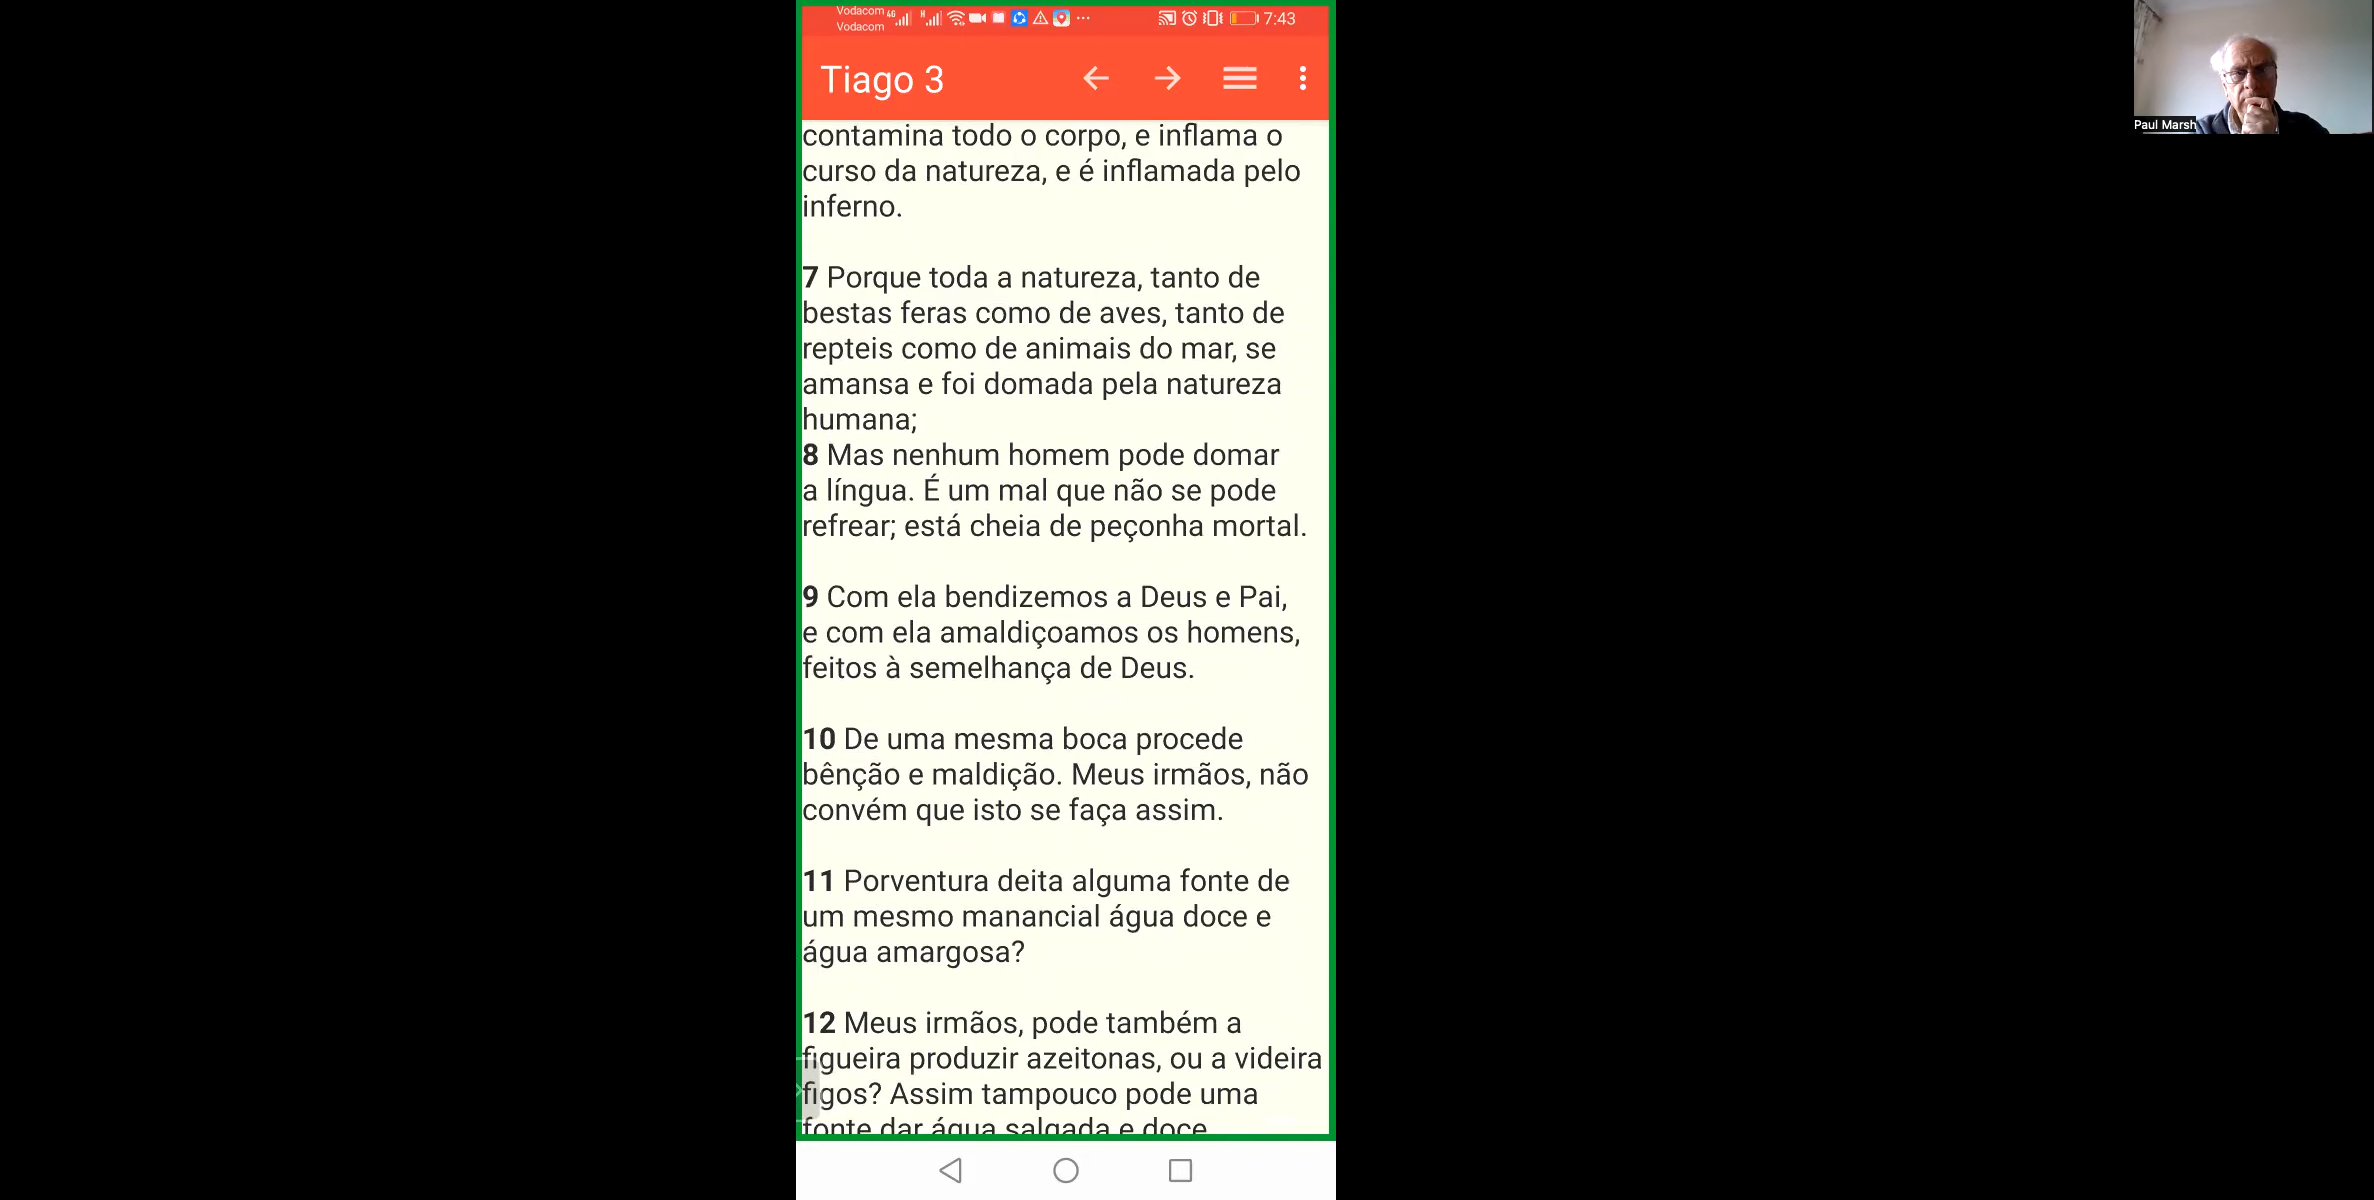 Vodacom 4G
Vodacom
H
7:43
Tiago 3
contamina todo o corpo, e inflama o
curso da natureza, e é inflamada pelo
inferno.
7 Porque toda a natureza, tanto de
bestas feras como de aves, tanto de
repteis como de animais do mar, se
amansa e foi domada pela natureza
humana;
8 Mas nenhum homem pode domar
a língua. É um mal que não se pode
refrear; está cheia de peçonha mortal.
9 Com ela bendizemos a Deus e Pai,
e com ela amaldiçoamos os homens,
feitos à semelhança de Deus.
10 De uma mesma boca procede
bênção e maldição. Meus irmãos, não
convém que isto se faça assim.
11 Porventura deita alguma fonte de
um mesmo manancial água doce e
água amargosa?
12 Meus irmãos, pode também a
figueira produzir azeitonas, ou a videira
figos? Assim tampouco pode uma
fonte dar água salgada e doce
Paul Marsh